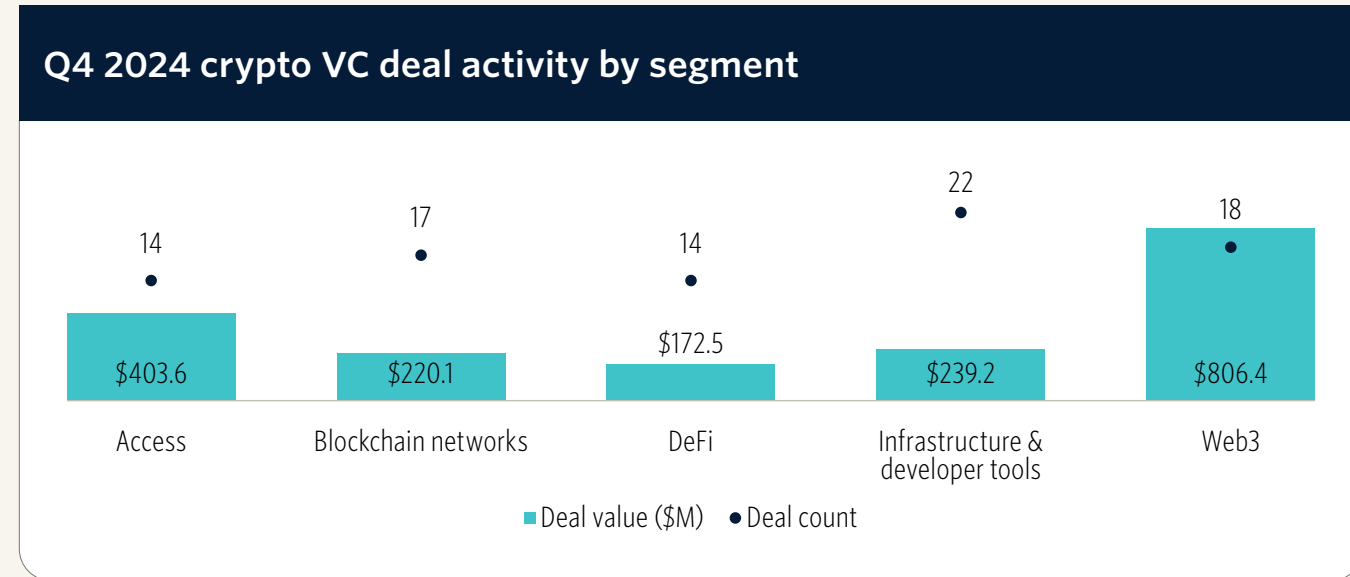 Q4 2024 crypto VC deal activity by segment
14
17
14
22
18
$403.6
$220.1
$172.5
$239.2
$806.4
Access
Blockchain networks
DeFi
Infrastructure &
developer tools
Web3
Deal value ($M)
Deal count